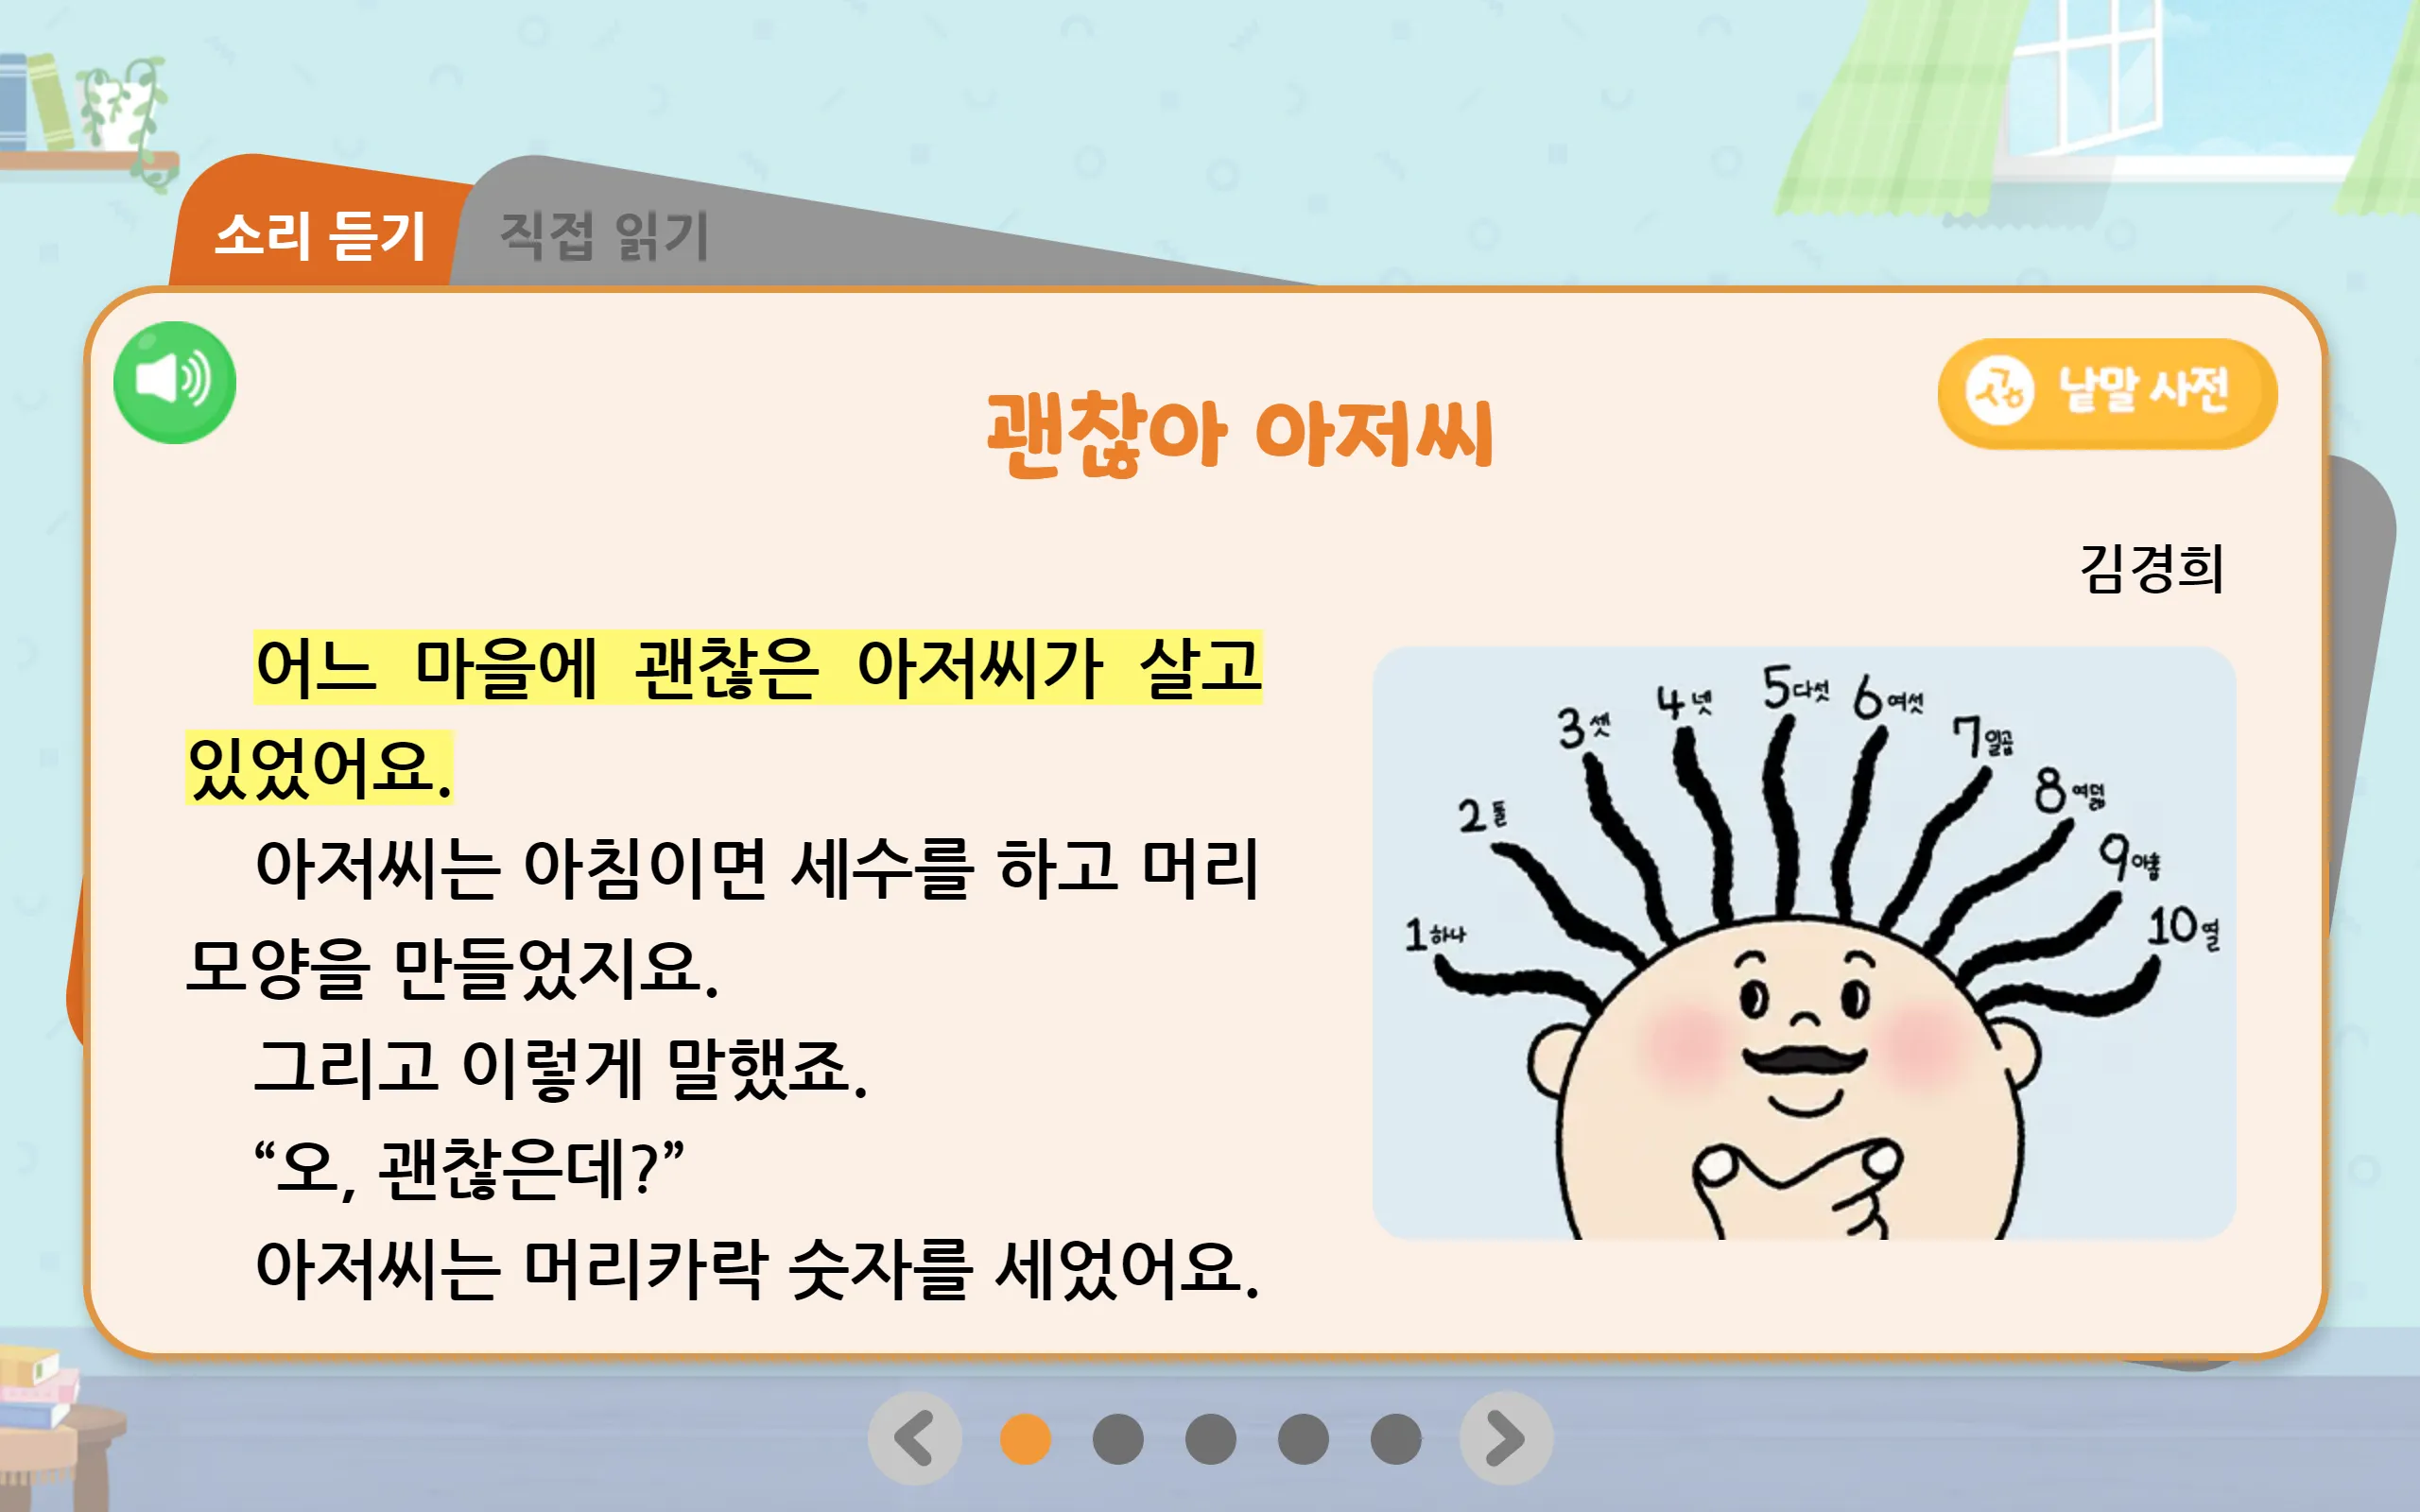 소리 듣기
직접 읽기
낱말 사전
괜찮아 아저씨
김경희
어느 마을에 괜찮은 아저씨가 살고
있었어요.
아저씨는 아침이면 세수를 하고 머리
모양을 만들었지요.
그리고 이렇게 말했죠.
“오, 괜찮은데?”
아저씨는 머리카락 숫자를 세었어요.
1 하나
2 둘
3 셋
4 넷
5 다섯
6 여섯
7 일곱
8 여덟
9 아홉
10 열